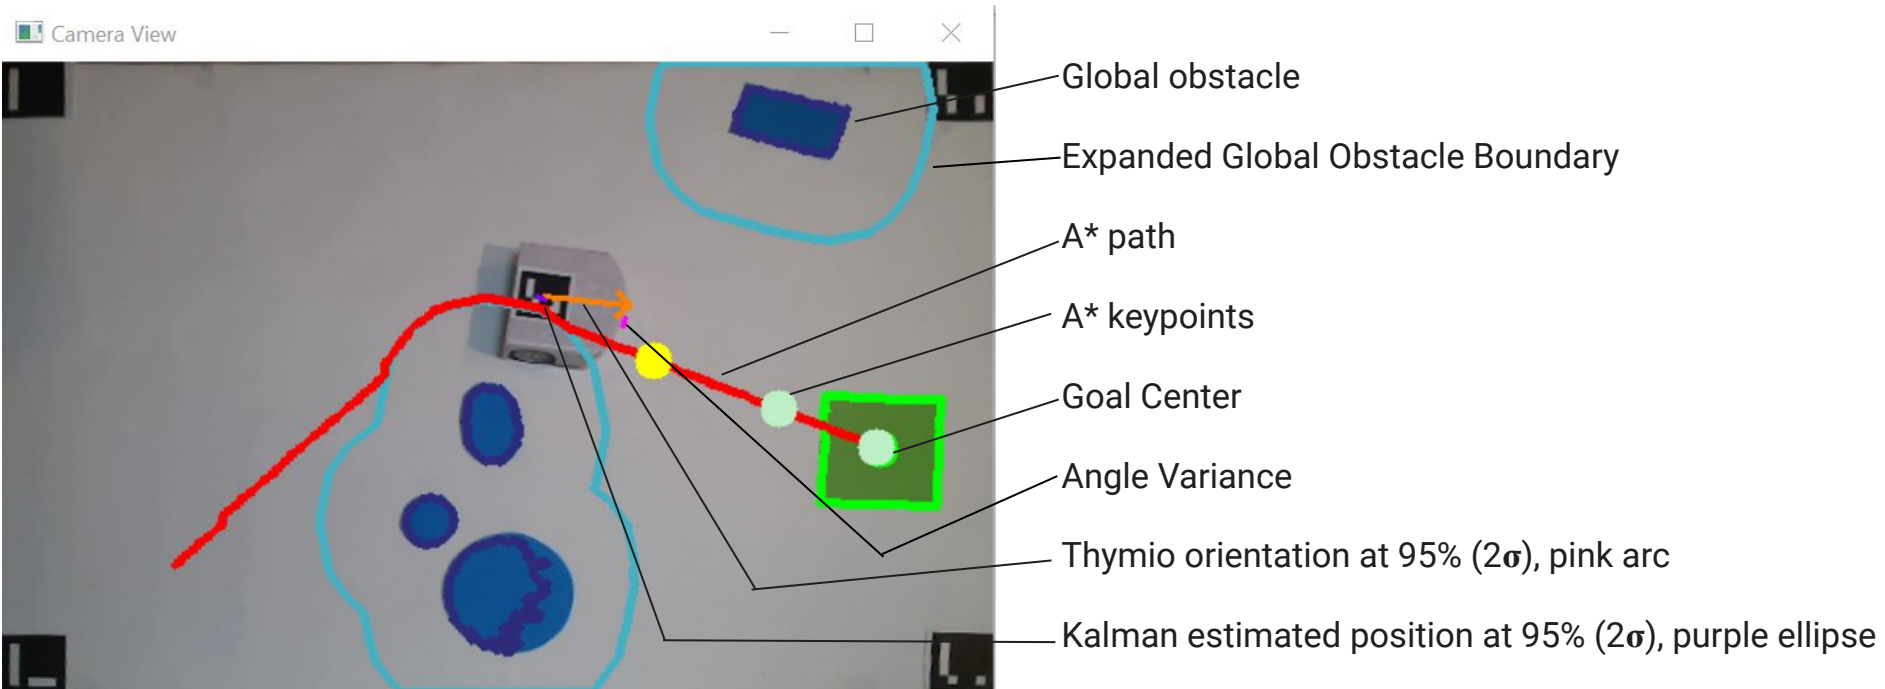 Camera View
Global obstacle
Expanded Global Obstacle Boundary
A* path
A* keypoints
Goal Center
Angle Variance
Thymio orientation at 95% (2σ), pink arc
Kalman estimated position at 95% (2σ), purple ellipse